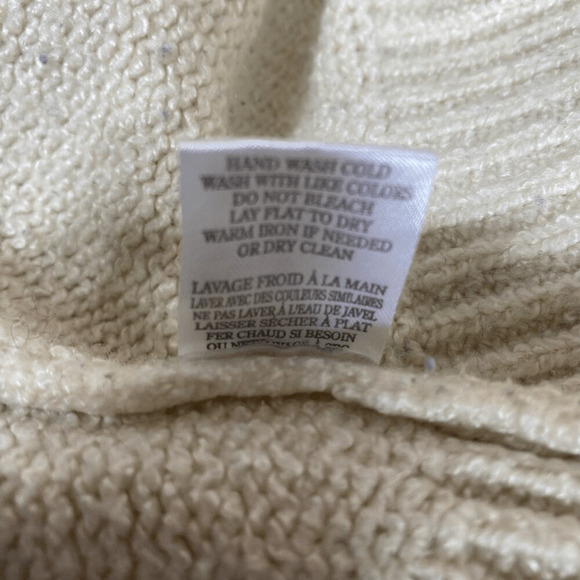 HAND WASH COLD
WASH WITH LIKE COLORS
DO NOT BLEACH
LAY FLAT TO DRY
WARM IRON IF NEEDED
OR DRY CLEAN
LAVAGE FROID À LA MAIN
LAVER AVEC DES COULEURS SIMILAIRES
NE PAS LAVER À L'EAU DE JAVEL
LAISSER SÉCHER À PLAT
FER CHAUD SI BESOIN
OU